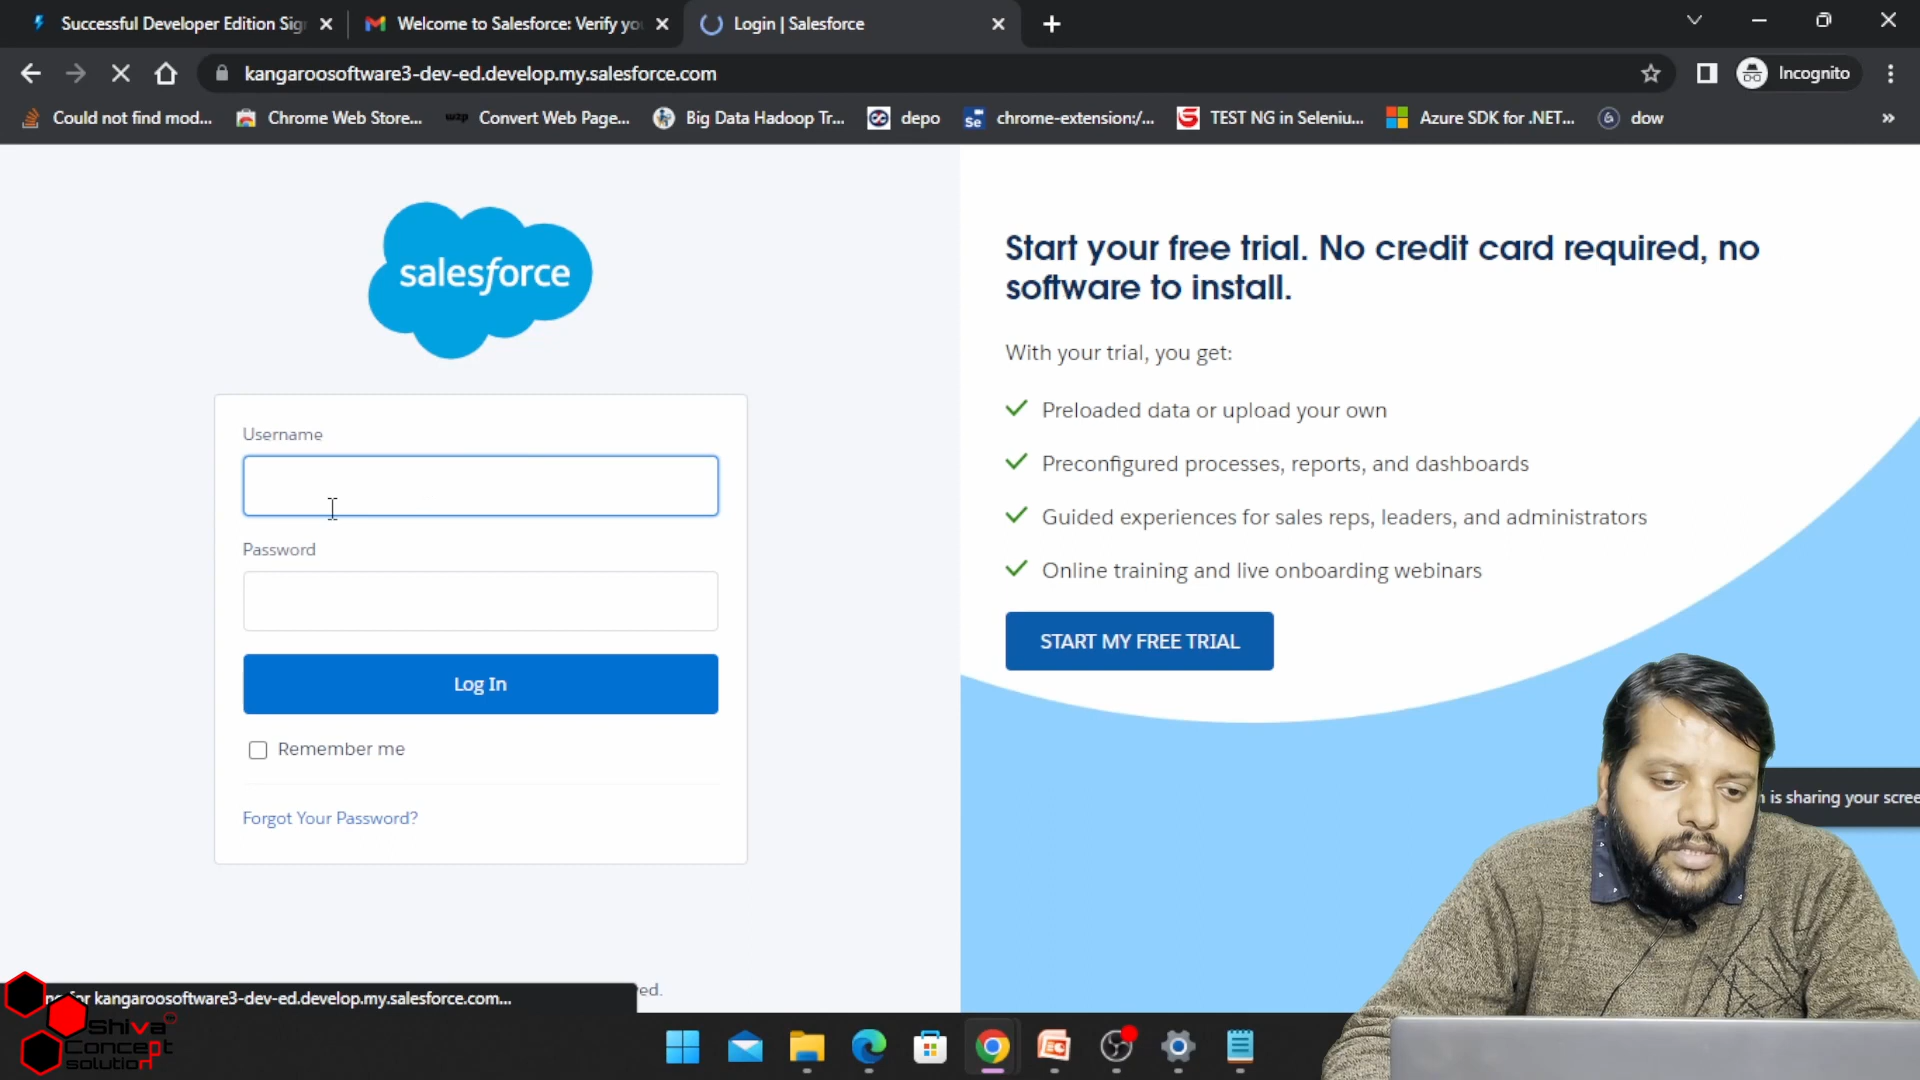 Successful Developer Edition Sig
Welcome to Salesforce: Verify yo
Login | Salesforce
kangaroosoftware3-dev-ed.develop.my.salesforce.com
Incognito
Could not find mod...
Chrome Web Store...
Convert Web Page...
Big Data Hadoop Tr...
depo
Se
chrome-extension:/...
TEST NG in Seleniu...
Azure SDK for .NET...
dow
»
salesforce
Username
Password
Log In
Remember me
Forgot Your Password?
Start your free trial. No credit card required, no
software to install.
With your trial, you get:
Preloaded data or upload your own
Preconfigured processes, reports, and dashboards
Guided experiences for sales reps, leaders, and administrators
Online training and live onboarding webinars
START MY FREE TRIAL
is sharing your scree
for kangaroosoftware3-dev-ed.develop.my.salesforce.com...
ed.
Shiva
Concept
solution